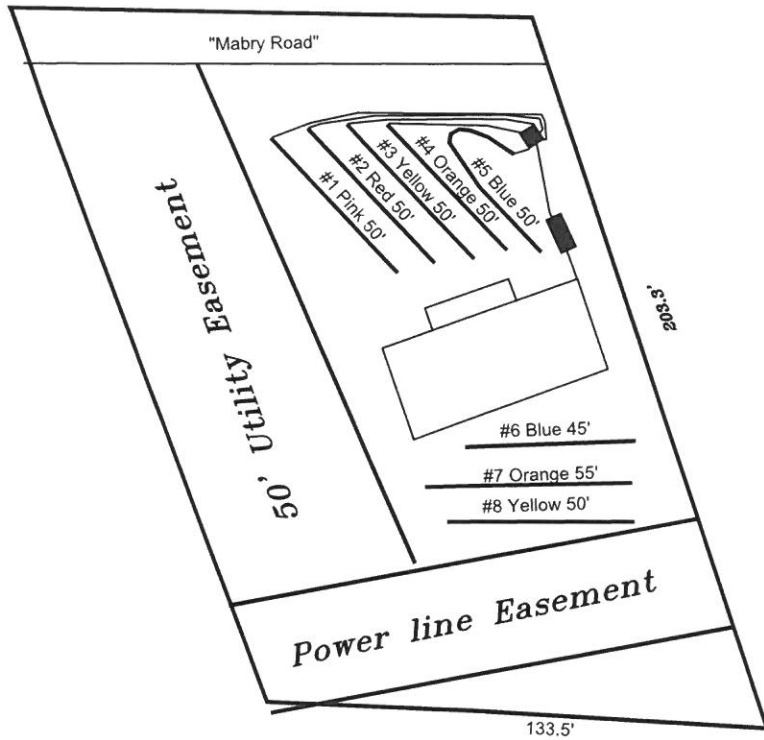 "Mabry Road"
#1 Pink 50'
#2 Red 50'
#3 Yellow 50'
#4 Orange 50'
#5 Blue 50'
50' Utility Easement
203.3'
#6 Blue 45'
#7 Orange 55'
#8 Yellow 50'
Power line Easement
133.5'